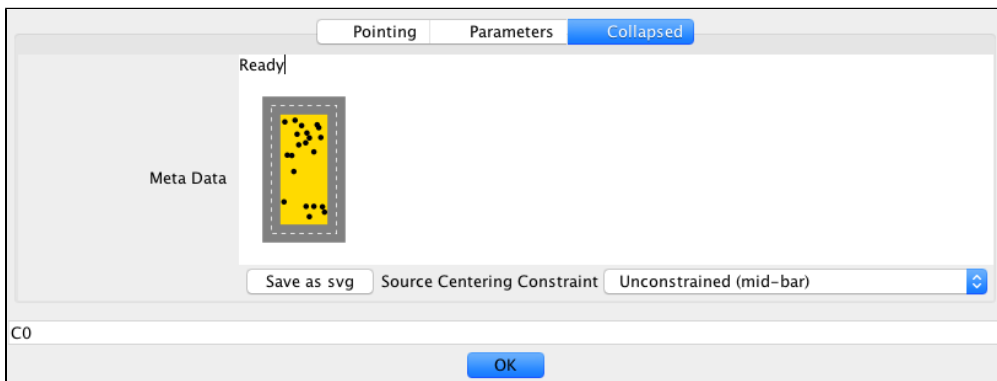 Pointing Parameters Collapsed
Ready
Meta Data
Save as svg Source Centering Constraint Unconstrained (mid-bar)
C0
OK